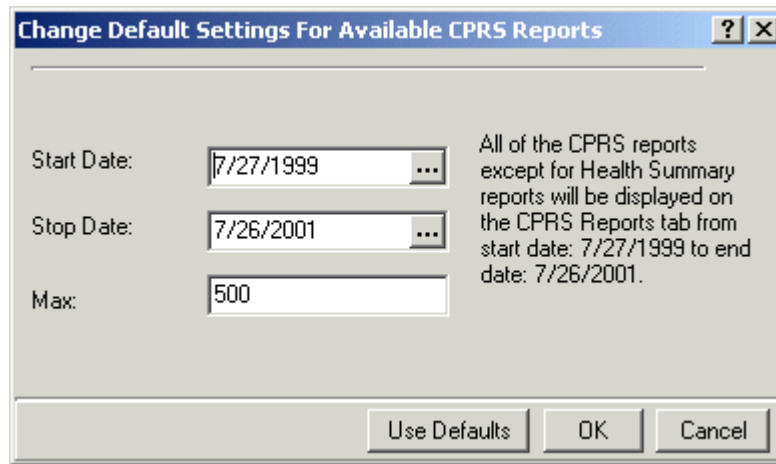 Change Default Settings For Available CPRS Reports
Start Date:
7/27/1999
...
Stop Date:
7/26/2001
...
Max:
500
All of the CPRS reports
except for Health Summary
reports will be displayed on
the CPRS Reports tab from
start date: 7/27/1999 to end
date: 7/26/2001.
Use Defaults
OK
Cancel